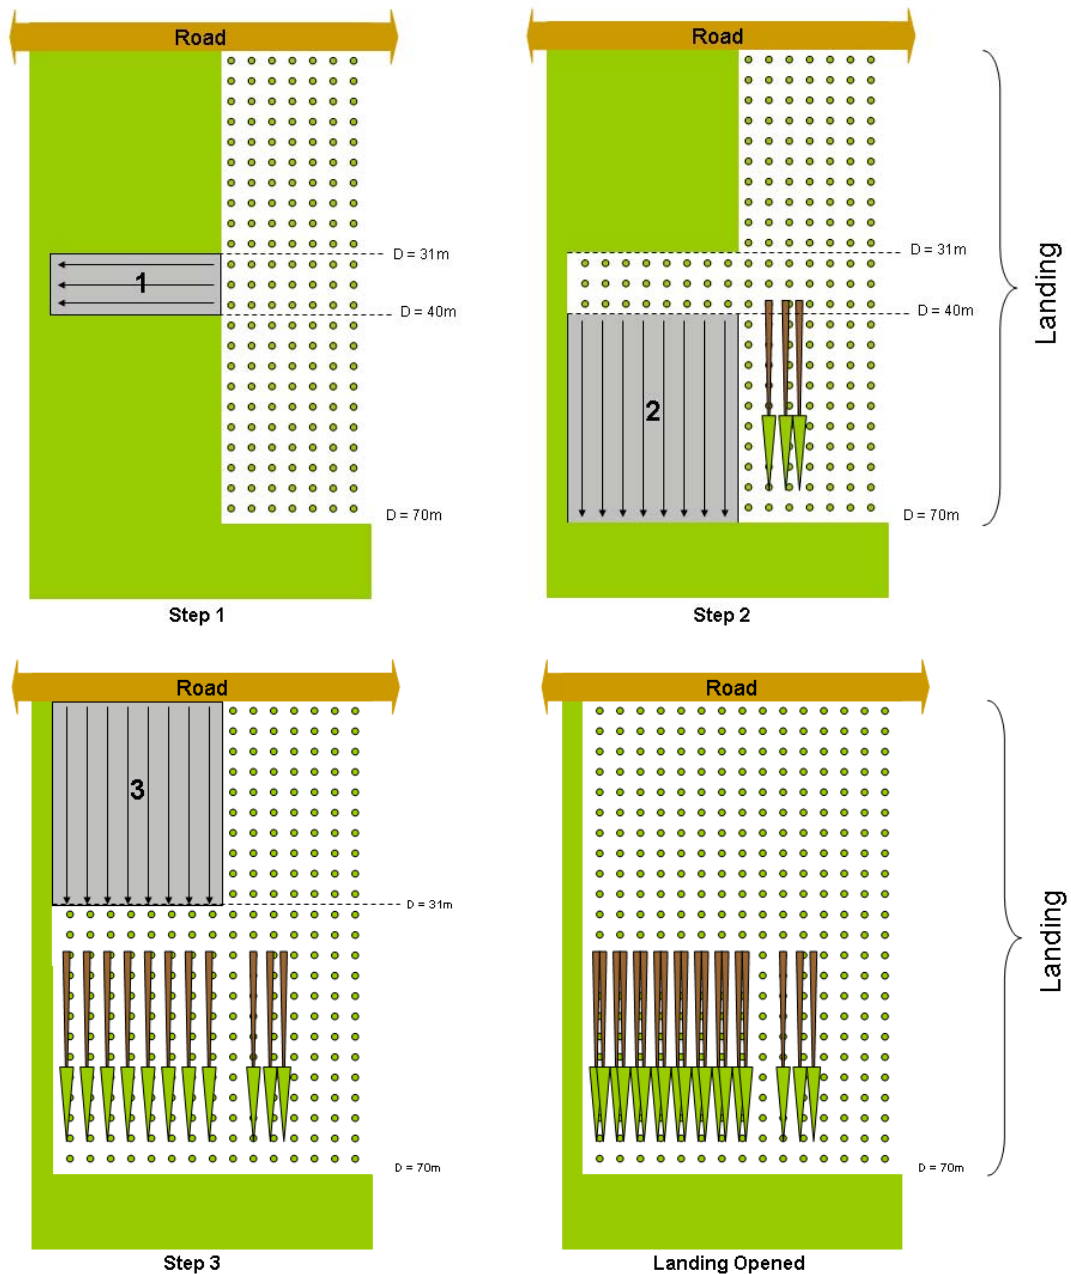 Road
1
D = 31m
D = 40m
D = 70m
Step 1
Road
2
D = 31m
D = 40m
D = 70m
Landing
Step 2
Road
3
D = 31m
Step 3
Road
D = 70m
D = 70m
Landing
Landing Opened